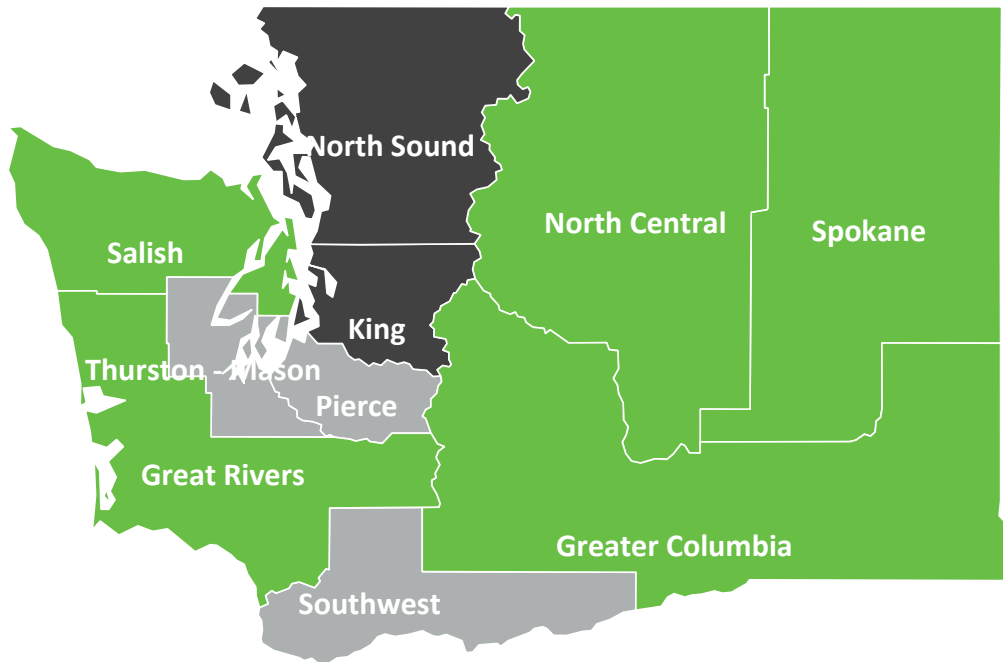 North Sound
North Central
Spokane
Salish
King
Thurston - Mason
Pierce
Great Rivers
Greater Columbia
Southwest